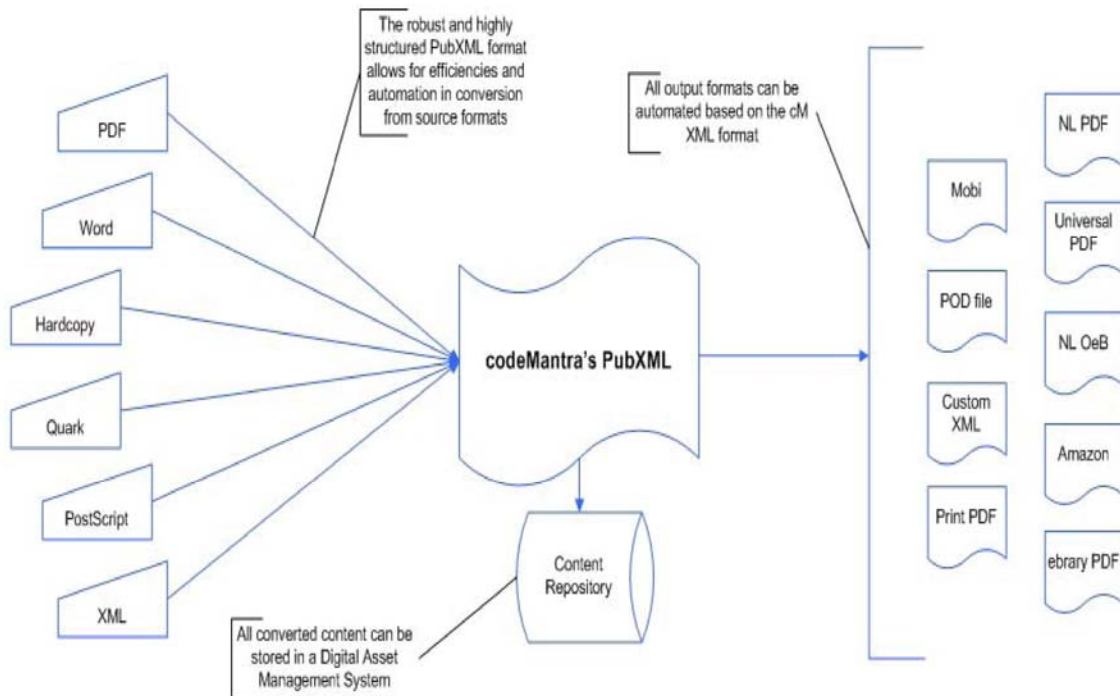 The robust and highly
structured PubXML format
allows for efficiencies and
automation in conversion
from source formats
All output formats can be
automated based on the cM
XML format
PDF
Word
Hardcopy
Quark
PostScript
XML
codeMantra's PubXML
Content
Repository
All converted content can be
stored in a Digital Asset
Management System
Mobi
POD file
Custom
XML
Print PDF
NL PDF
Universal
PDF
NL OeB
Amazon
ebrary PDF